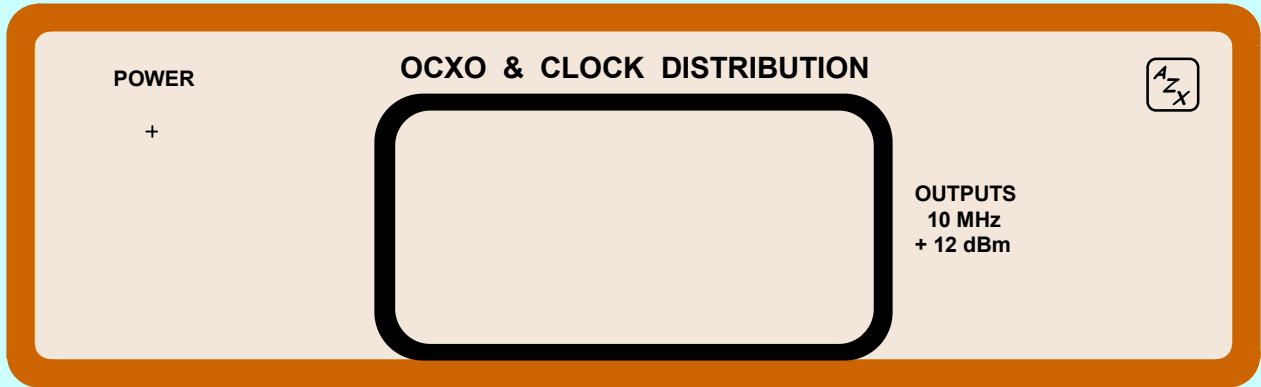 OCXO & CLOCK DISTRIBUTION
POWER
+
AZX
OUTPUTS
10 MHz
+ 12 dBm